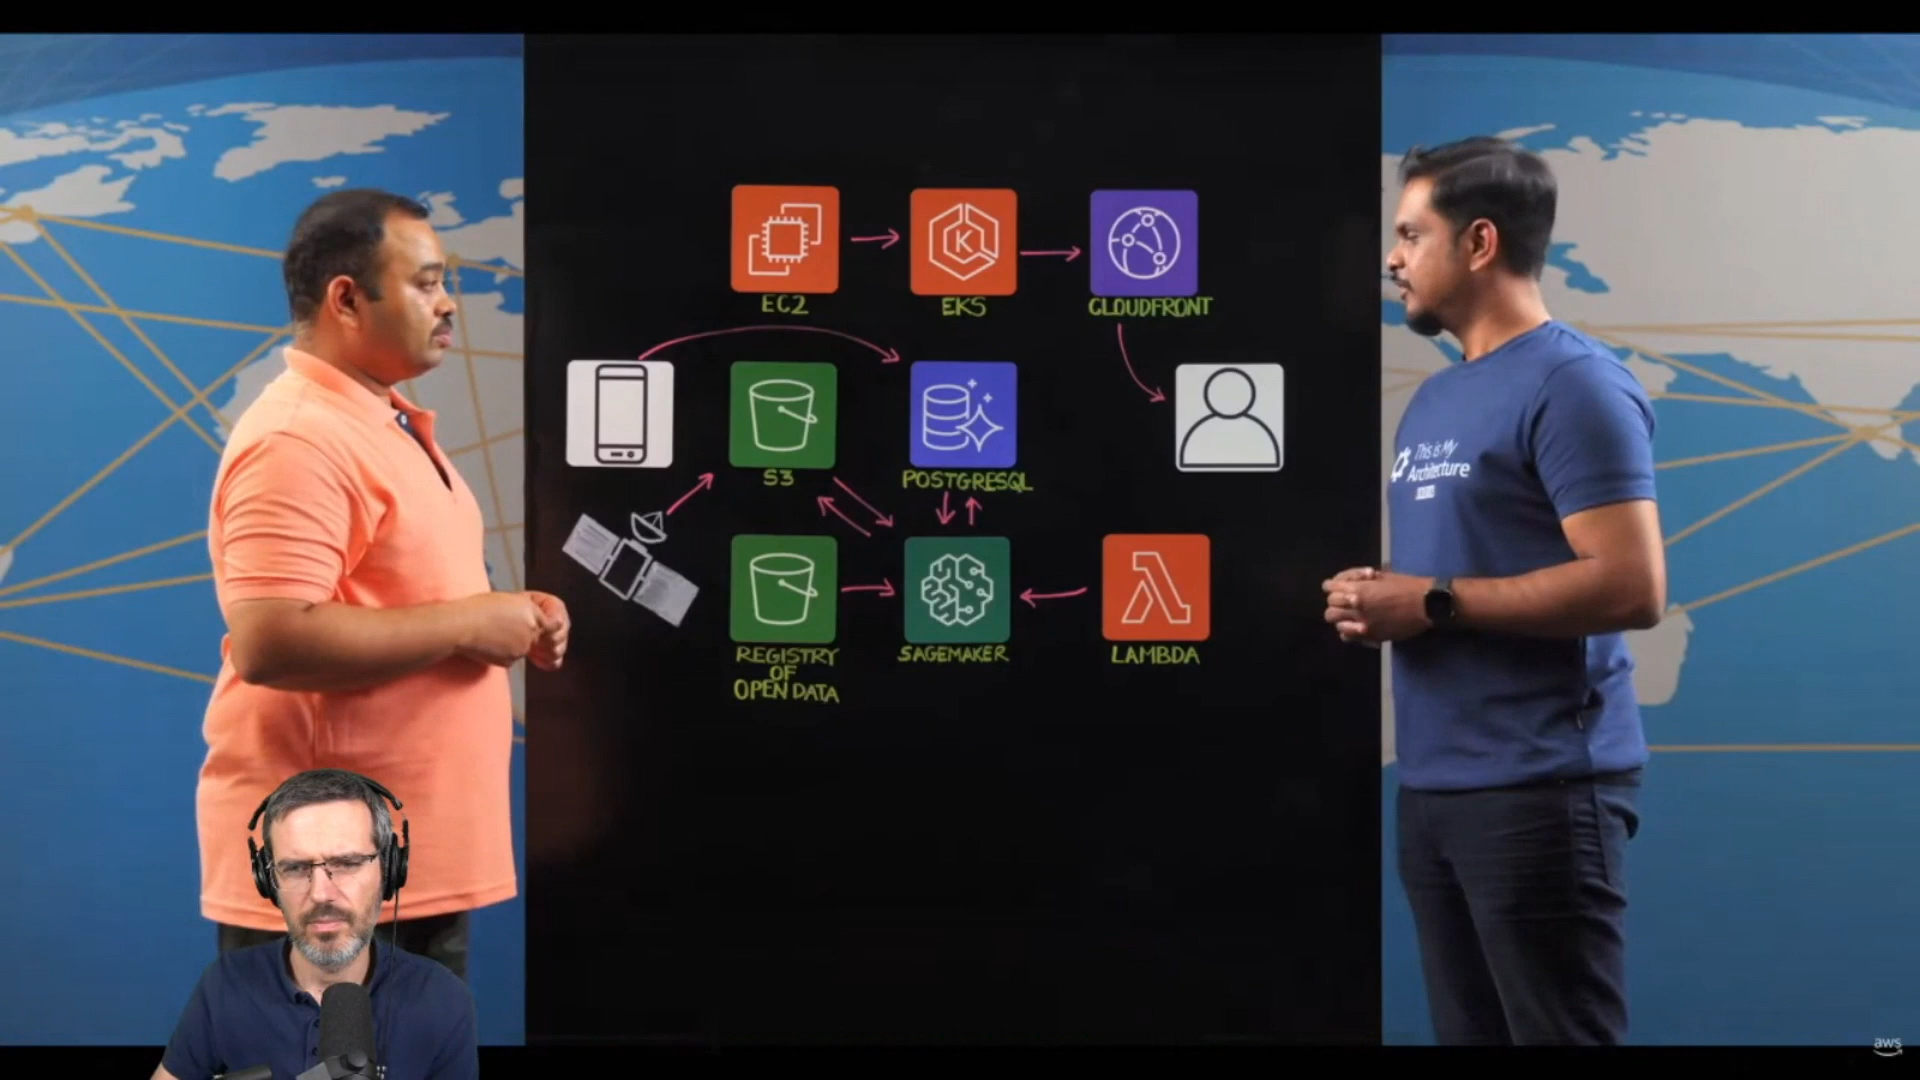 EC2
EKS
CLOUDFRONT
S3
POSTGRESQL
This is My
Architecture
REGISTRY
OF
OPEN DATA
SAGEMAKER
LAMBDA
aws